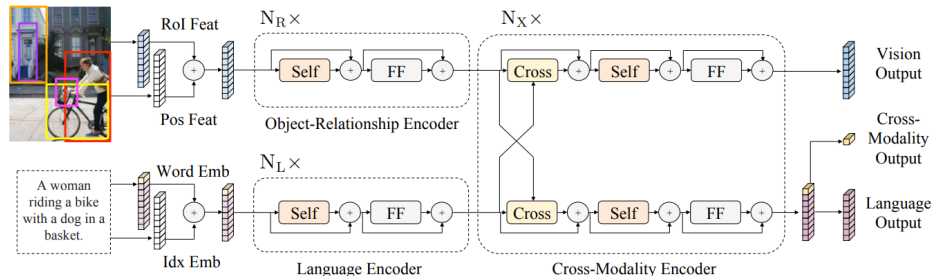 RoI Feat
Pos Feat
N_R×
Self
+
FF
+
Object-Relationship Encoder
A woman
riding a bike
with a dog in a
basket.
Word Emb
+
Idx Emb
N_L×
Self
+
FF
+
Language Encoder
N_X×
Cross
+
Self
+
FF
+
Cross
+
Self
+
FF
+
Cross-Modality Encoder
Vision
Output
Cross-
Modality
Output
Language
Output